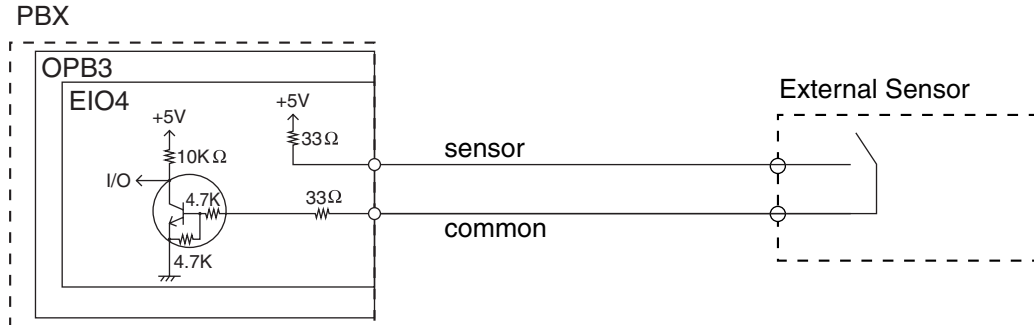 PBX
OPB3
EIO4
External Sensor
+5V
+5V
33Ω
10KΩ
sensor
I/O
4.7K
33Ω
common
4.7K